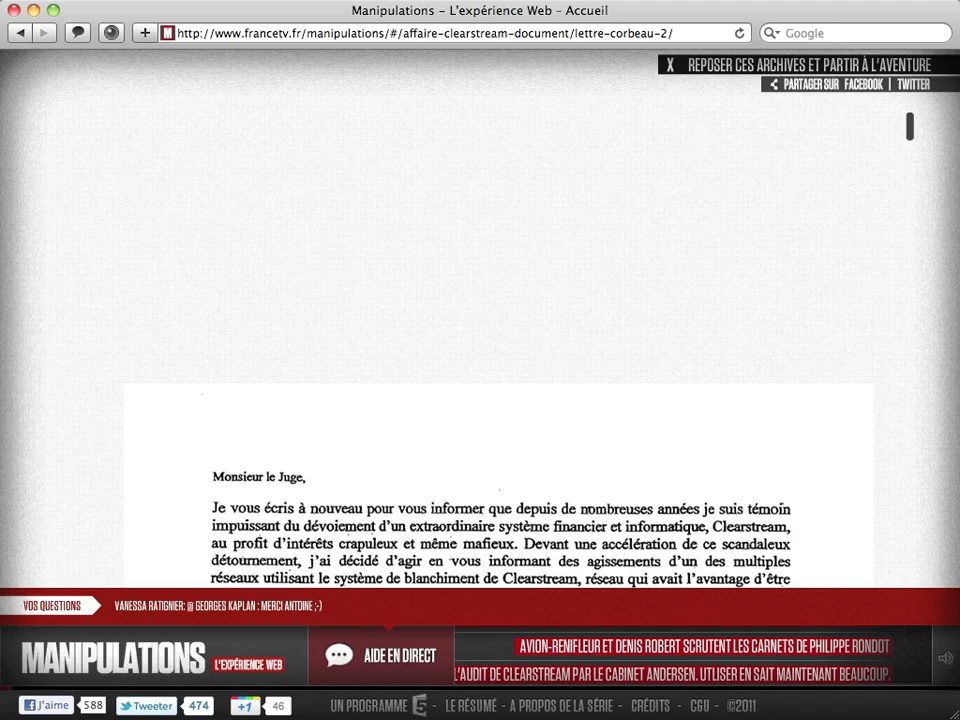 Manipulations – L'expérience Web – Accueil
http://www.francetv.fr/manipulations/#/affaire-clearstream-document/lettre-corbeau-2/
Google
X REPOSER CES ARCHIVES ET PARTIR À L'AVENTURE
PARTAGER SUR FACEBOOK | TWITTER
Monsieur le Juge,
Je vous écris à nouveau pour vous informer que depuis de nombreuses années je suis témoin
impuissant du dévoiement d'un extraordinaire système financier et informatique, Clearstream,
au profit d'intérêts crapuleux et même mafieux. Devant une accélération de ce scandaleux
détournement, j'ai décidé d'agir en vous informant des agissements d'un des multiples
réseaux utilisant le système de blanchiment de Clearstream, réseau qui avait l'avantage d'être
VOS QUESTIONS
VANESSA RATIGNIER: @ GEORGES KAPLAN : MERCI ANTOINE ;-)
MANIPULATIONS L'EXPÉRIENCE WEB
AIDE EN DIRECT
AVION-RENIFLEUR ET DENIS ROBERT SCRUTENT LES CARNETS DE PHILIPPE RONDOT
L'AUDIT DE CLEARSTREAM PAR LE CABINET ANDERSEN. UTLISER EN SAIT MAINTENANT BEAUCOUP.
J'aime 588
Tweeter 474
+1 46
UN PROGRAMME 5 - LE RÉSUMÉ - A PROPOS DE LA SÉRIE - CRÉDITS - CGU - ©2011